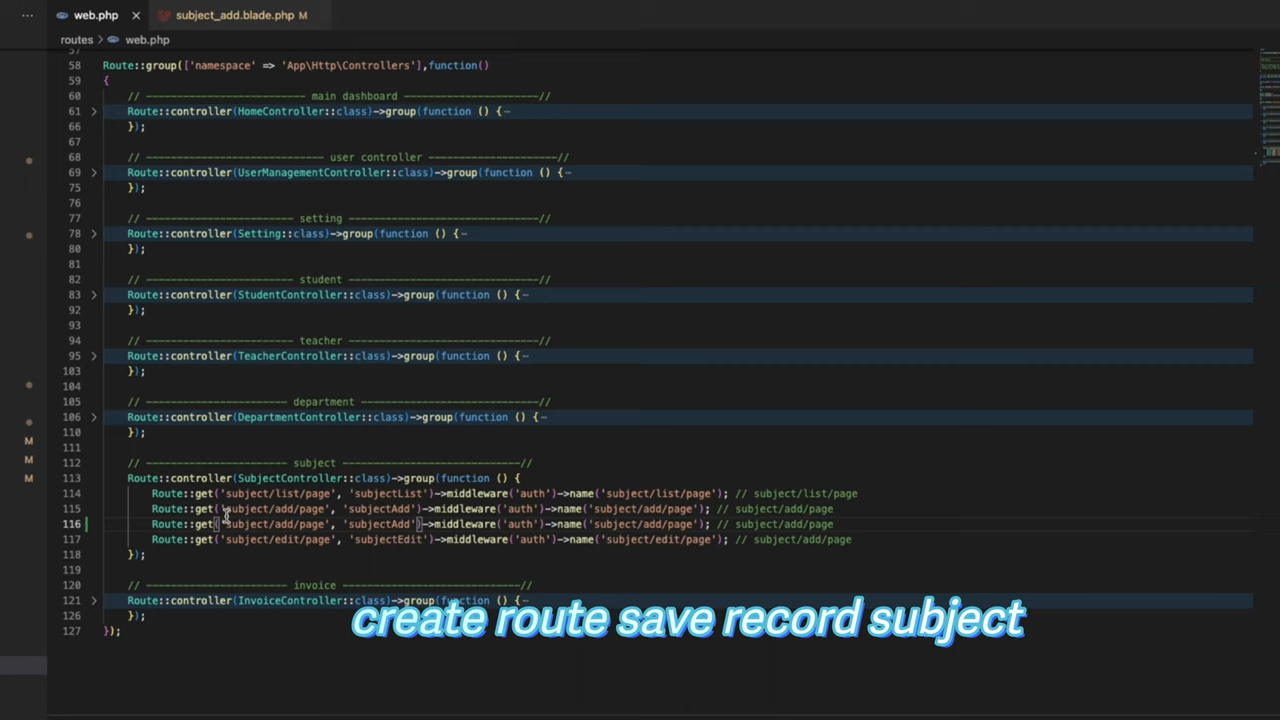 web.php
subject_add.blade.php M
routes > web.php
57
58 Route::group(['namespace' => 'App\Http\Controllers'],function()
59 {
60 // -------------------------- main dashboard --------------------//
61 Route::controller(HomeController::class)->group(function () {
66 });
67
68 // ----------------------------- user controller ---------------------//
69 Route::controller(UserManagementController::class)->group(function () {
75 });
76
77 // ------------------------ setting ---------------------------------//
78 Route::controller(Setting::class)->group(function () {
80 });
81
82 // ------------------------ student ---------------------------------//
83 Route::controller(StudentController::class)->group(function () {
92 });
93
94 // ------------------------ teacher ---------------------------------//
95 Route::controller(TeacherController::class)->group(function () {
103 });
104
105 // ----------------------- department -------------------------------//
106 Route::controller(DepartmentController::class)->group(function () {
110 });
111
112 // ----------------------- subject -----------------------------//
113 Route::controller(SubjectController::class)->group(function () {
114 Route::get('subject/list/page', 'subjectList')->middleware('auth')->name('subject/list/page'); // subject/list/page
115 Route::get('subject/add/page', 'subjectAdd')->middleware('auth')->name('subject/add/page'); // subject/add/page
116 Route::get('subject/add/page', 'subjectAdd')->middleware('auth')->name('subject/add/page'); // subject/add/page
117 Route::get('subject/edit/page', 'subjectEdit')->middleware('auth')->name('subject/edit/page'); // subject/add/page
118 });
119
120 // ----------------------- invoice -----------------------------//
121 Route::controller(InvoiceController::class)->group(function () {
126 });
127 });
M
M
M
create route save record subject